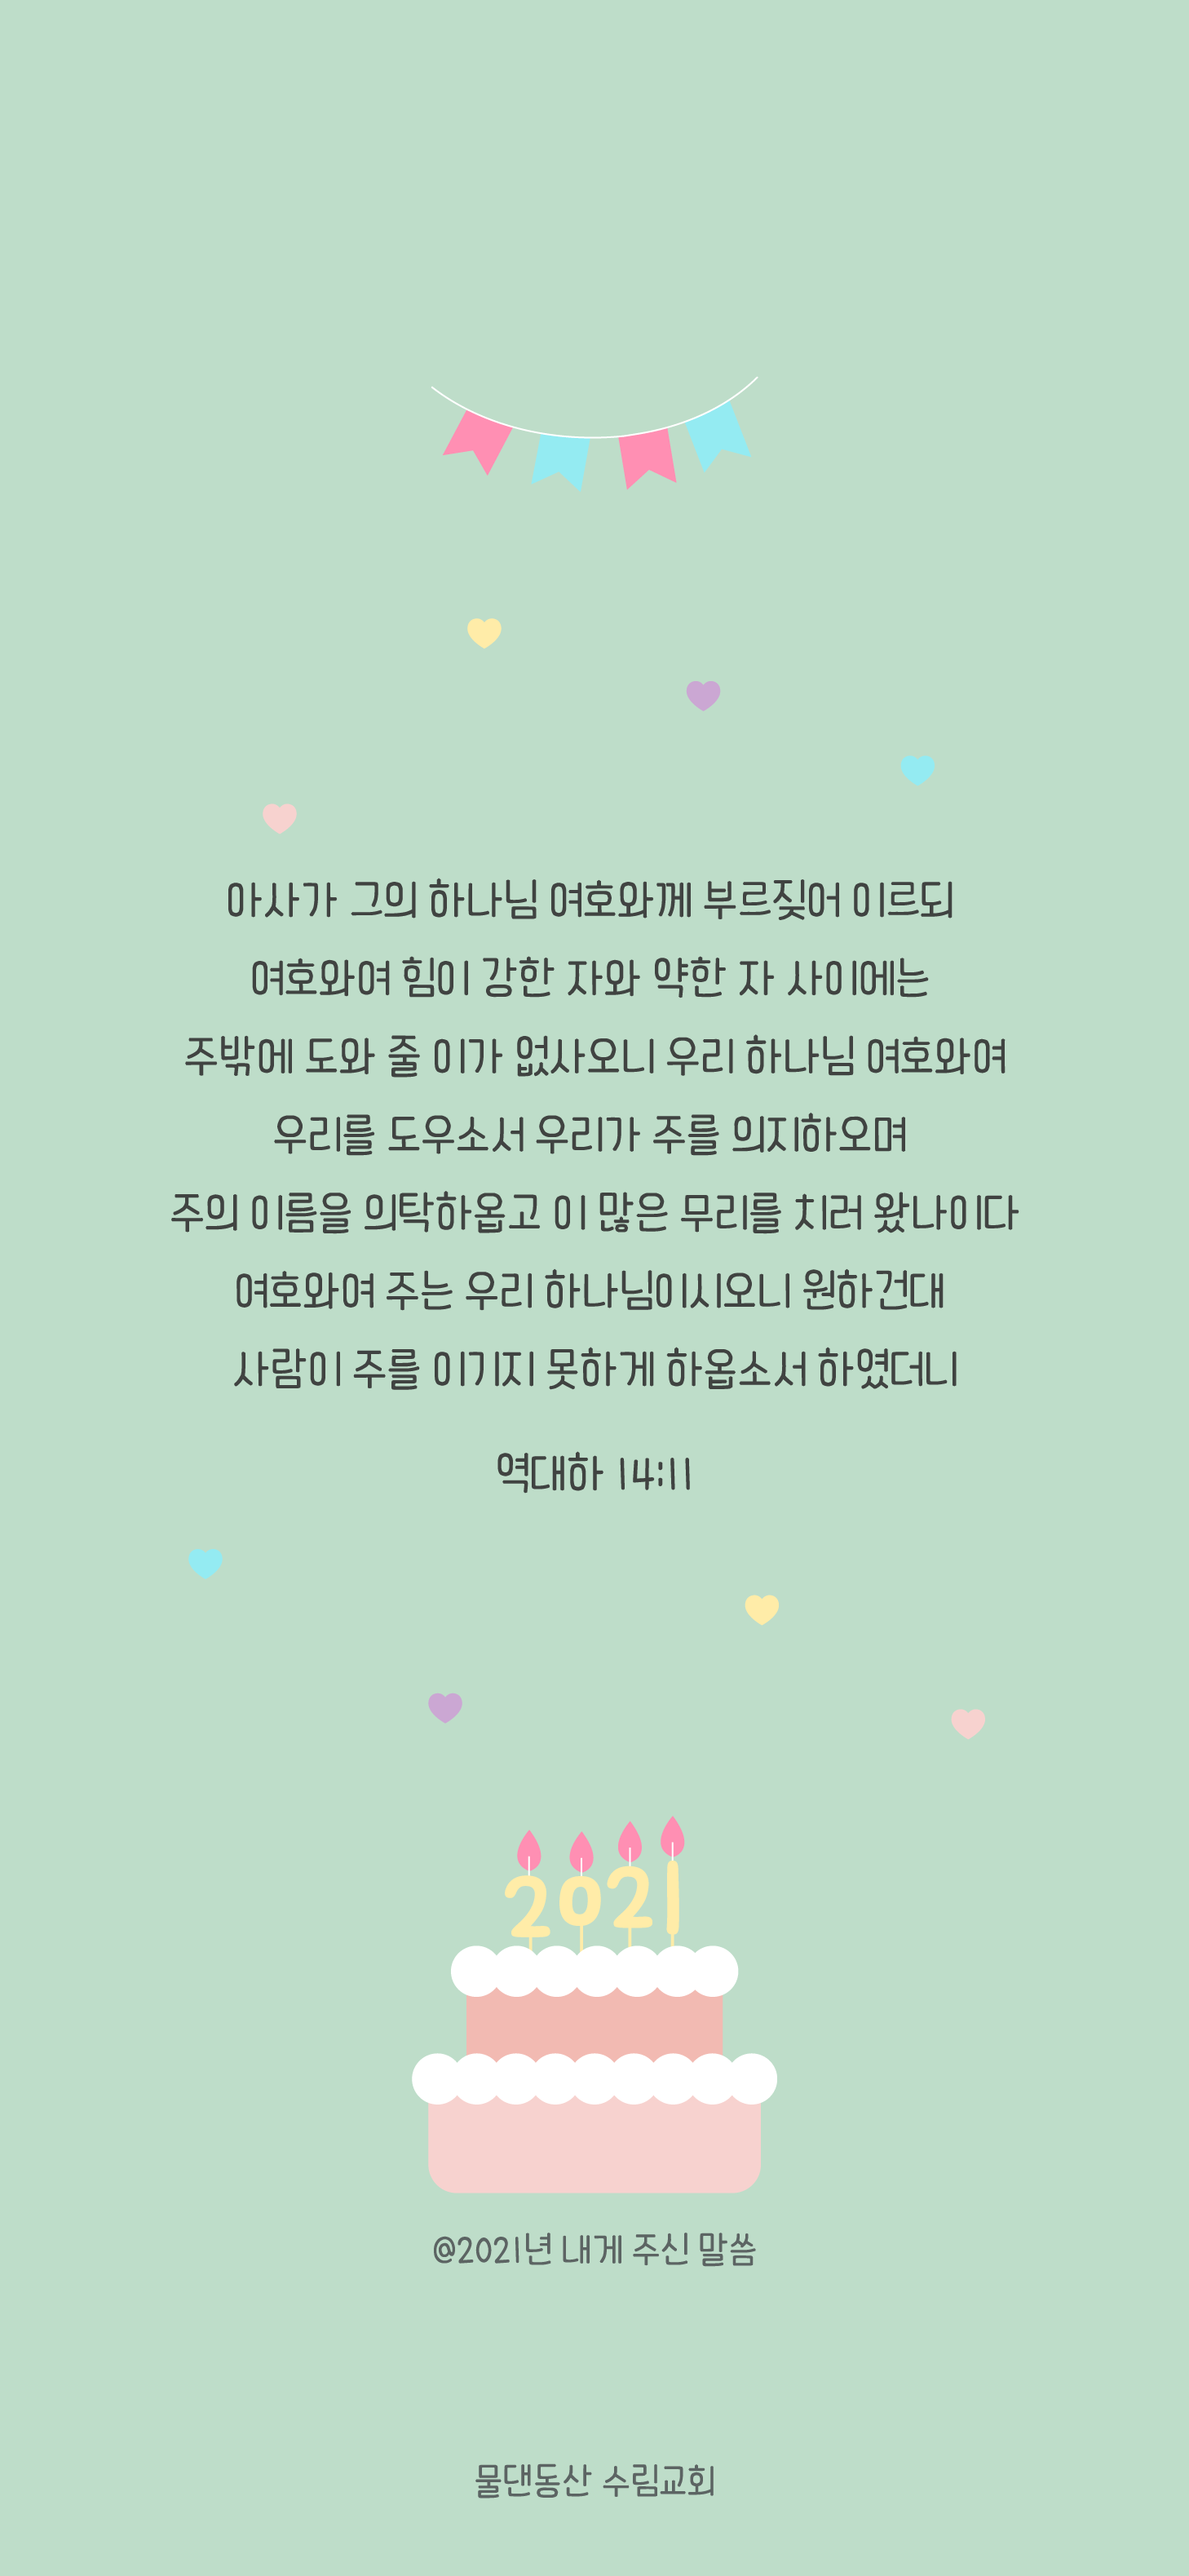 아사가 그의 하나님 여호와께 부르짖어 이르되
여호와여 힘이 강한 자와 약한 자 사이에는
주밖에 도와 줄 이가 없사오니 우리 하나님 여호와여
우리를 도우소서 우리가 주를 의지하오며
주의 이름을 의탁하옵고 이 많은 무리를 치러 왔나이다
여호와여 주는 우리 하나님이시오니 원하건대
사람이 주를 이기지 못하게 하옵소서 하였더니
역대하 14:11
2021
@2021년 내게 주신 말씀
물댄동산 수림교회